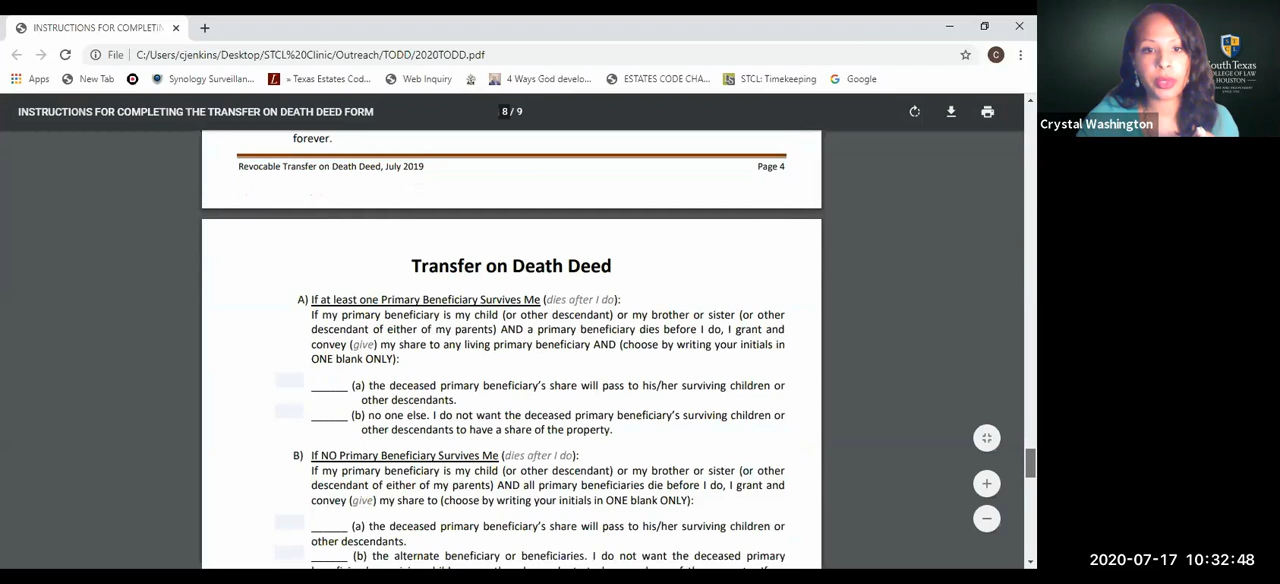 INSTRUCTIONS FOR COMPLETIN
File C:/Users/cjenkins/Desktop/STCL%20Clinic/Outreach/TODD/2020TODD.pdf
C
Apps New Tab Synology Surveillan... » Texas Estates Cod... Web Inquiry 4 Ways God develo... ESTATES CODE CHA... STCL: Timekeeping Google
INSTRUCTIONS FOR COMPLETING THE TRANSFER ON DEATH DEED FORM 8 / 9
South Texas
COLLEGE OF LAW
HOUSTON
Crystal Washington
forever.
Revocable Transfer on Death Deed, July 2019 Page 4
Transfer on Death Deed
A) If at least one Primary Beneficiary Survives Me (dies after I do):
If my primary beneficiary is my child (or other descendant) or my brother or sister (or other
descendant of either of my parents) AND a primary beneficiary dies before I do, I grant and
convey (give) my share to any living primary beneficiary AND (choose by writing your initials in
ONE blank ONLY):
______ (a) the deceased primary beneficiary's share will pass to his/her surviving children or
other descendants.
______ (b) no one else. I do not want the deceased primary beneficiary's surviving children or
other descendants to have a share of the property.
B) If NO Primary Beneficiary Survives Me (dies after I do):
If my primary beneficiary is my child (or other descendant) or my brother or sister (or other
descendant of either of my parents) AND all primary beneficiaries die before I do, I grant and
convey (give) my share to (choose by writing your initials in ONE blank ONLY):
______ (a) the deceased primary beneficiary's share will pass to his/her surviving children or
other descendants.
______ (b) the alternate beneficiary or beneficiaries. I do not want the deceased primary
2020-07-17 10:32:48